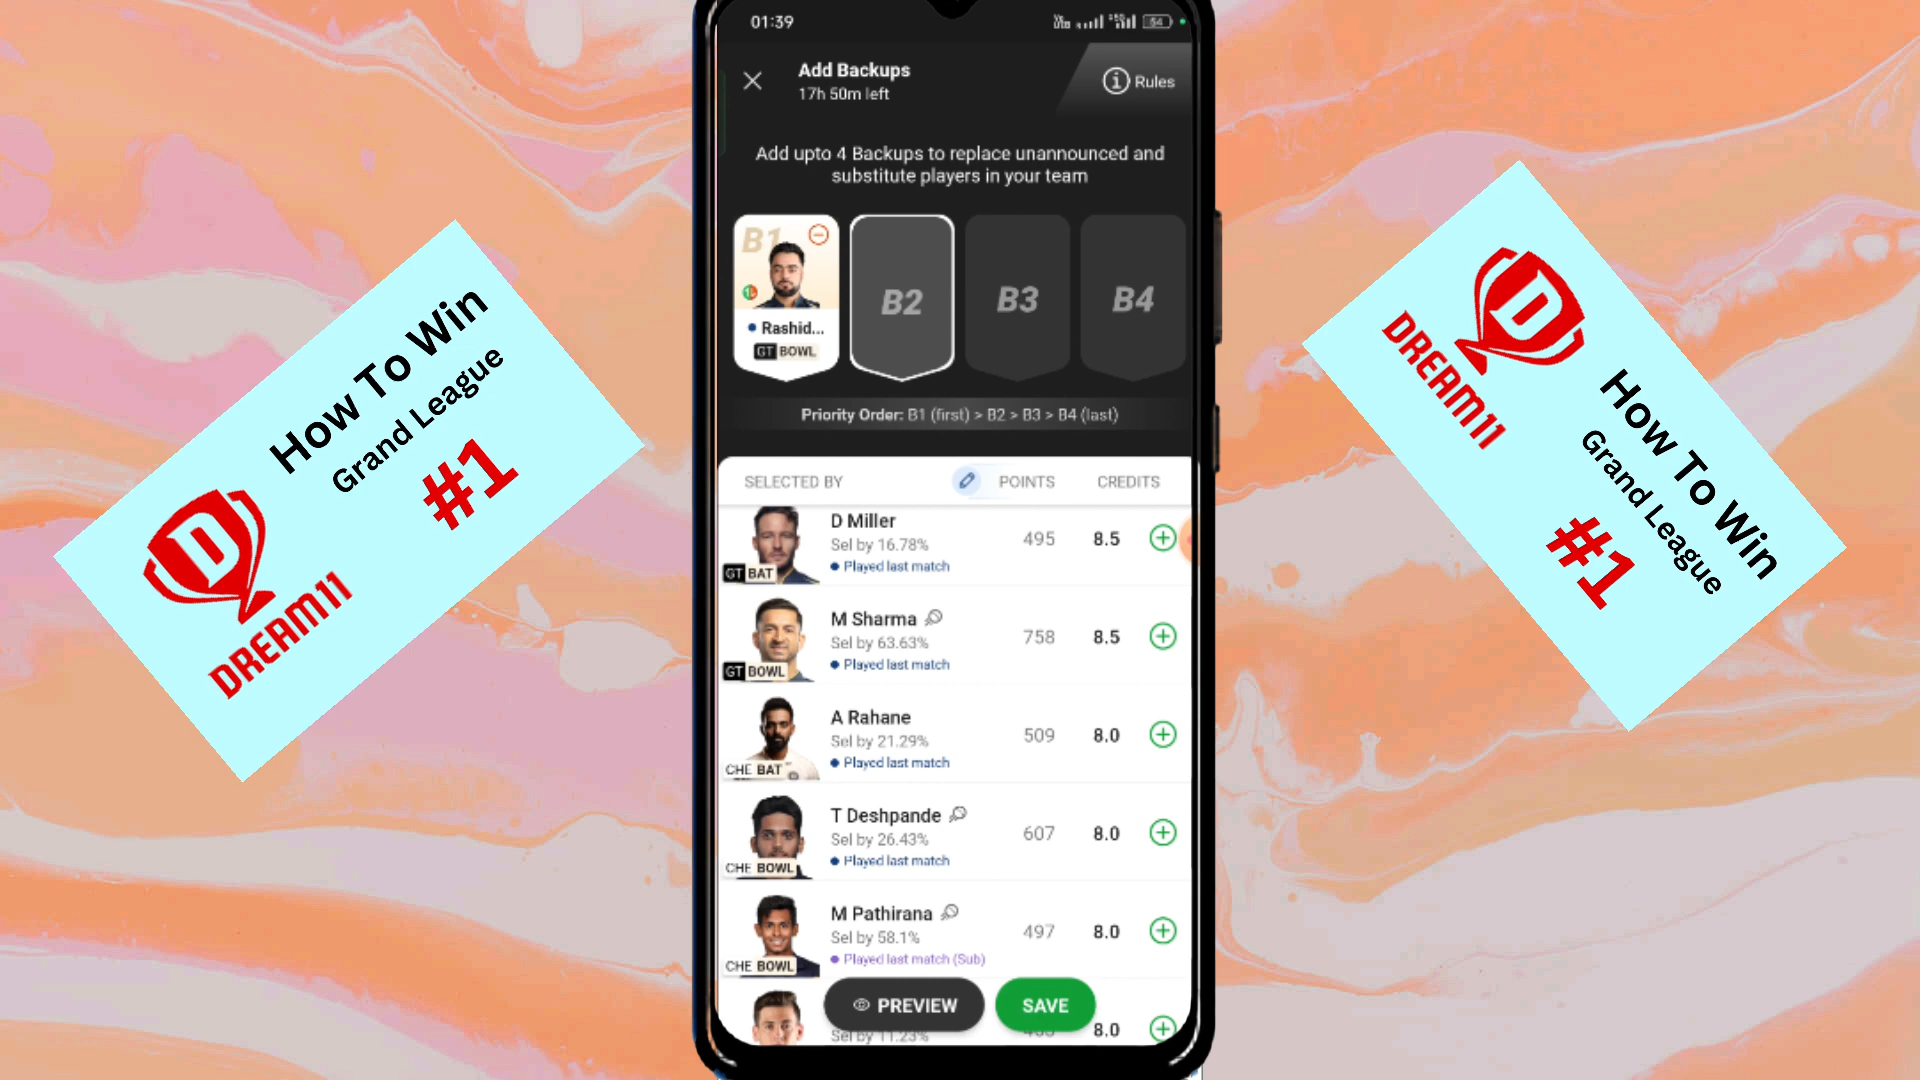 How To Win
Grand League
#1
DREAM11
01:39
54
Add Backups
17h 50m left
Rules
Add upto 4 Backups to replace unannounced and
substitute players in your team
B1
Rashid...
GT BOWL
B2
B3
B4
Priority Order: B1 (first) > B2 > B3 > B4 (last)
SELECTED BY POINTS CREDITS
D Miller
Sel by 16.78% 495 8.5
Played last match
GT BAT
M Sharma
Sel by 63.63% 758 8.5
Played last match
GT BOWL
A Rahane
Sel by 21.29% 509 8.0
Played last match
CHE BAT
T Deshpande
Sel by 26.43% 607 8.0
Played last match
CHE BOWL
M Pathirana
Sel by 58.1% 497 8.0
Played last match (Sub)
CHE BOWL
PREVIEW SAVE
Sel by 11.23% 8.0
DREAM11
How To Win
Grand League
#1